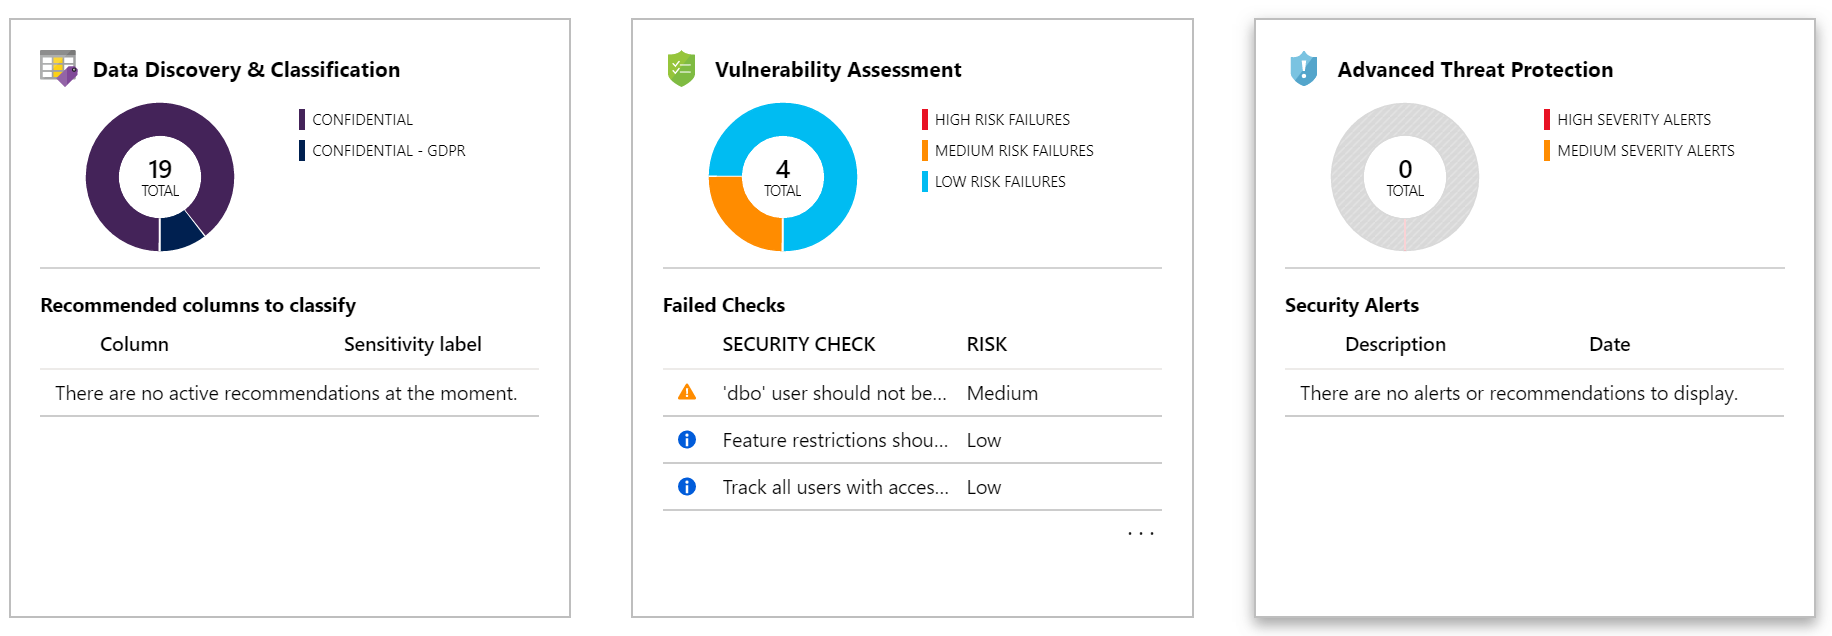 Data Discovery & Classification
19
TOTAL
CONFIDENTIAL
CONFIDENTIAL - GDPR
Recommended columns to classify
Column Sensitivity label
There are no active recommendations at the moment.
Vulnerability Assessment
4
TOTAL
HIGH RISK FAILURES
MEDIUM RISK FAILURES
LOW RISK FAILURES
Failed Checks
SECURITY CHECK RISK
'dbo' user should not be... Medium
Feature restrictions shou... Low
Track all users with acces... Low
...
Advanced Threat Protection
0
TOTAL
HIGH SEVERITY ALERTS
MEDIUM SEVERITY ALERTS
Security Alerts
Description Date
There are no alerts or recommendations to display.